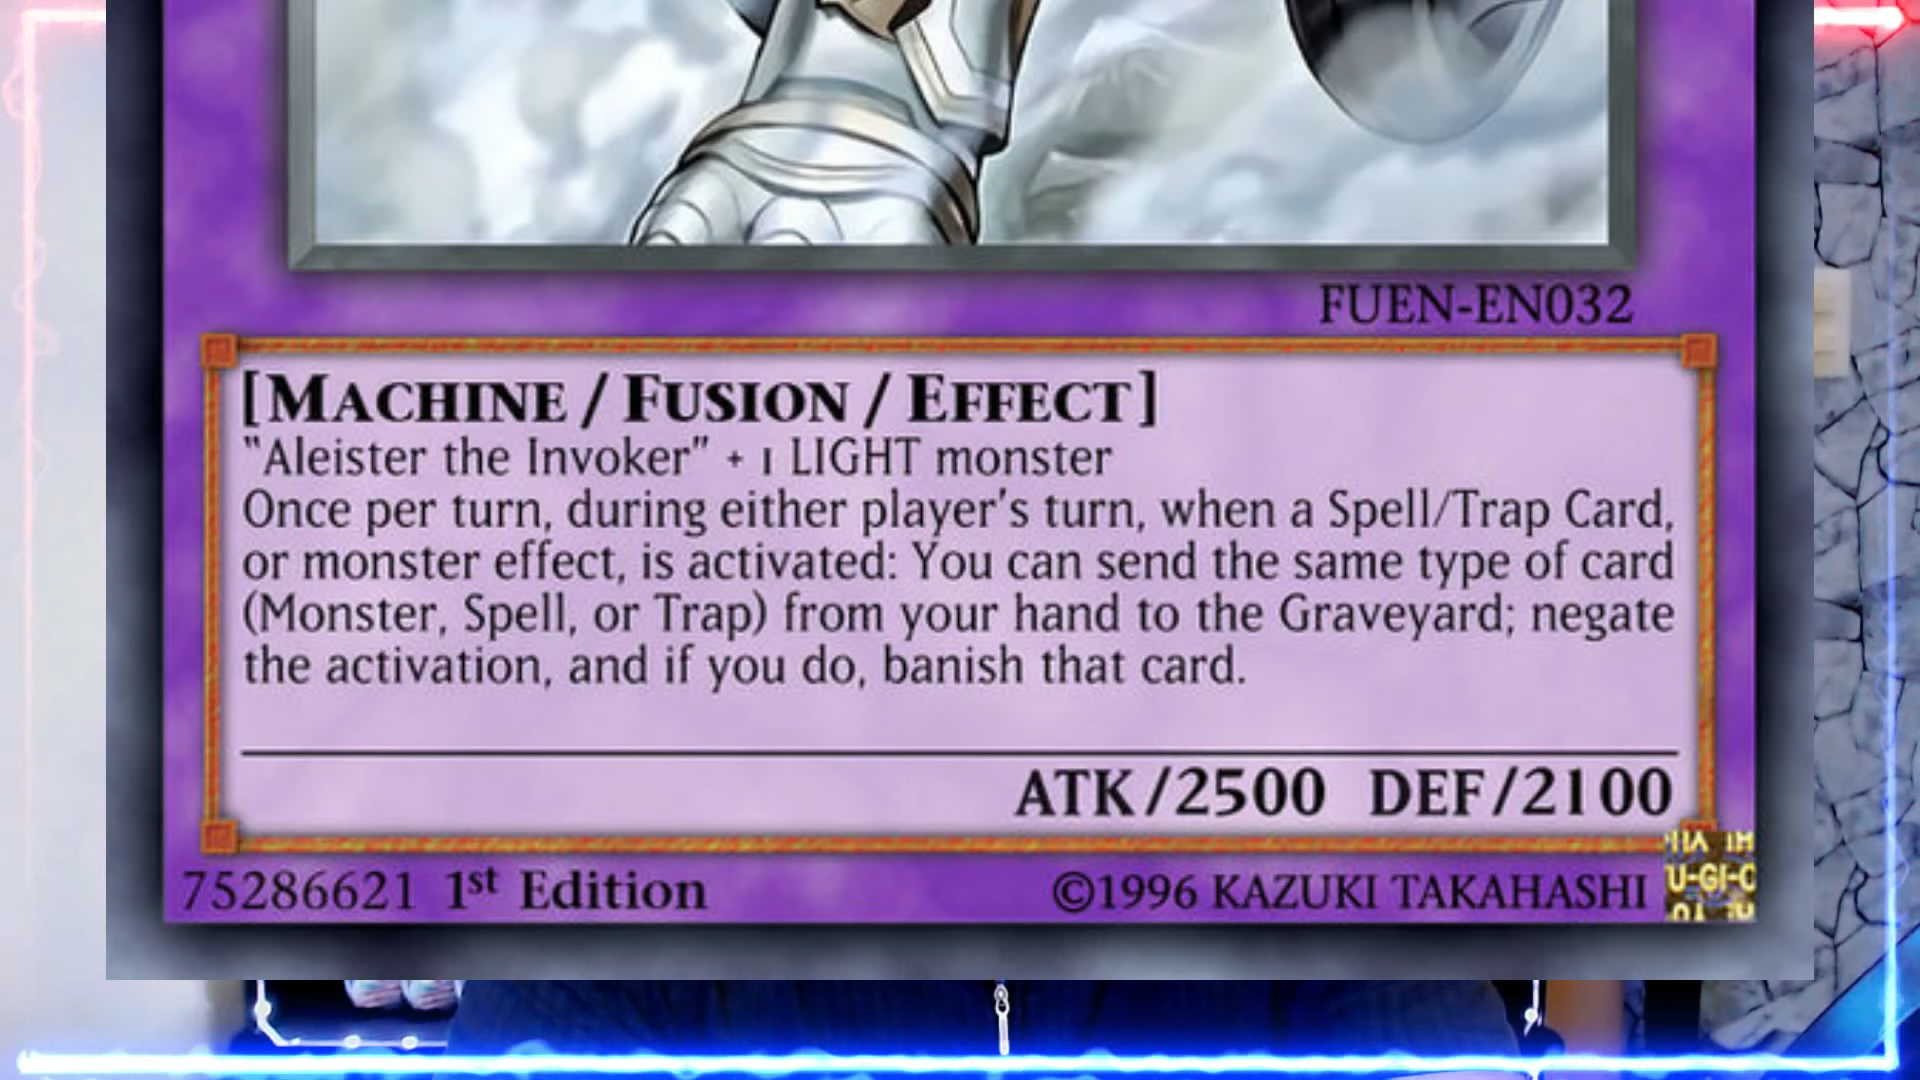 FUEN-EN032
[MACHINE / FUSION / EFFECT]
"Aleister the Invoker" + 1 LIGHT monster
Once per turn, during either player's turn, when a Spell/Trap Card,
or monster effect, is activated: You can send the same type of card
(Monster, Spell, or Trap) from your hand to the Graveyard; negate
the activation, and if you do, banish that card.
ATK/2500 DEF/2100
75286621 1st Edition ©1996 KAZUKI TAKAHASHI